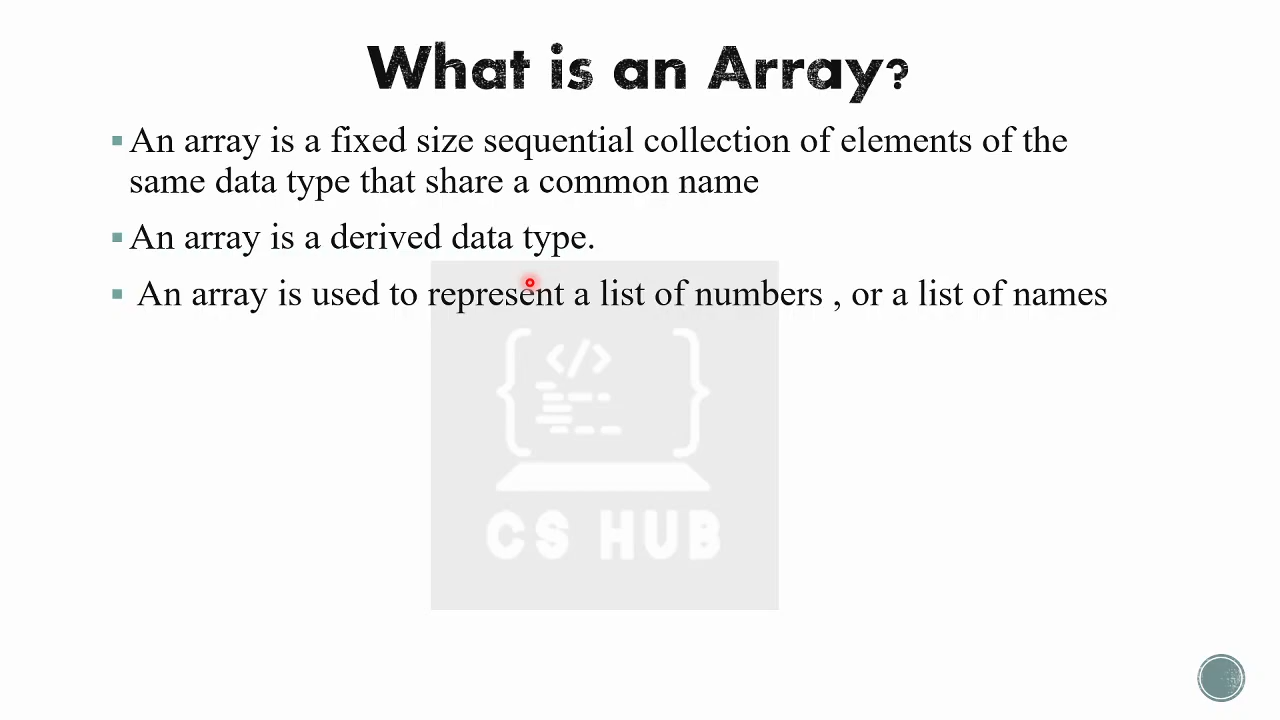 What is an Array?
▪ An array is a fixed size sequential collection of elements of the
same data type that share a common name
▪ An array is a derived data type.
▪ An array is used to represent a list of numbers , or a list of names
</>
CS HUB